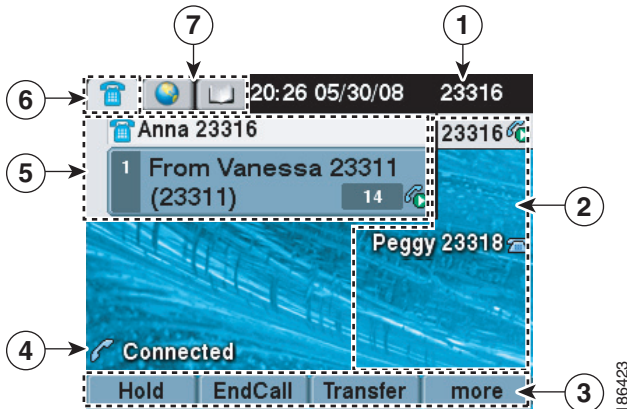 7
1
6
20:26 05/30/08 23316
Anna 23316
23316
5
1 From Vanessa 23311
(23311) 14
2
Peggy 23318
4
Connected
Hold EndCall Transfer more
3
186423